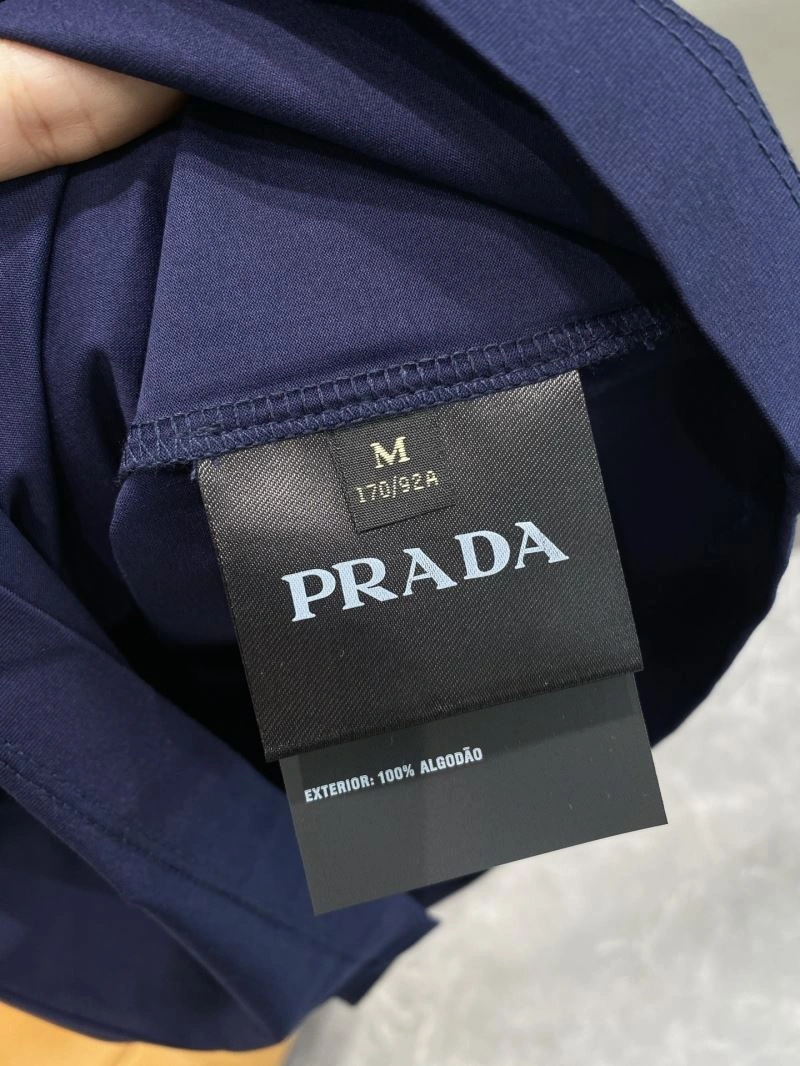 M
170/92A
PRADA
EXTERIOR: 100% ALGODÃO